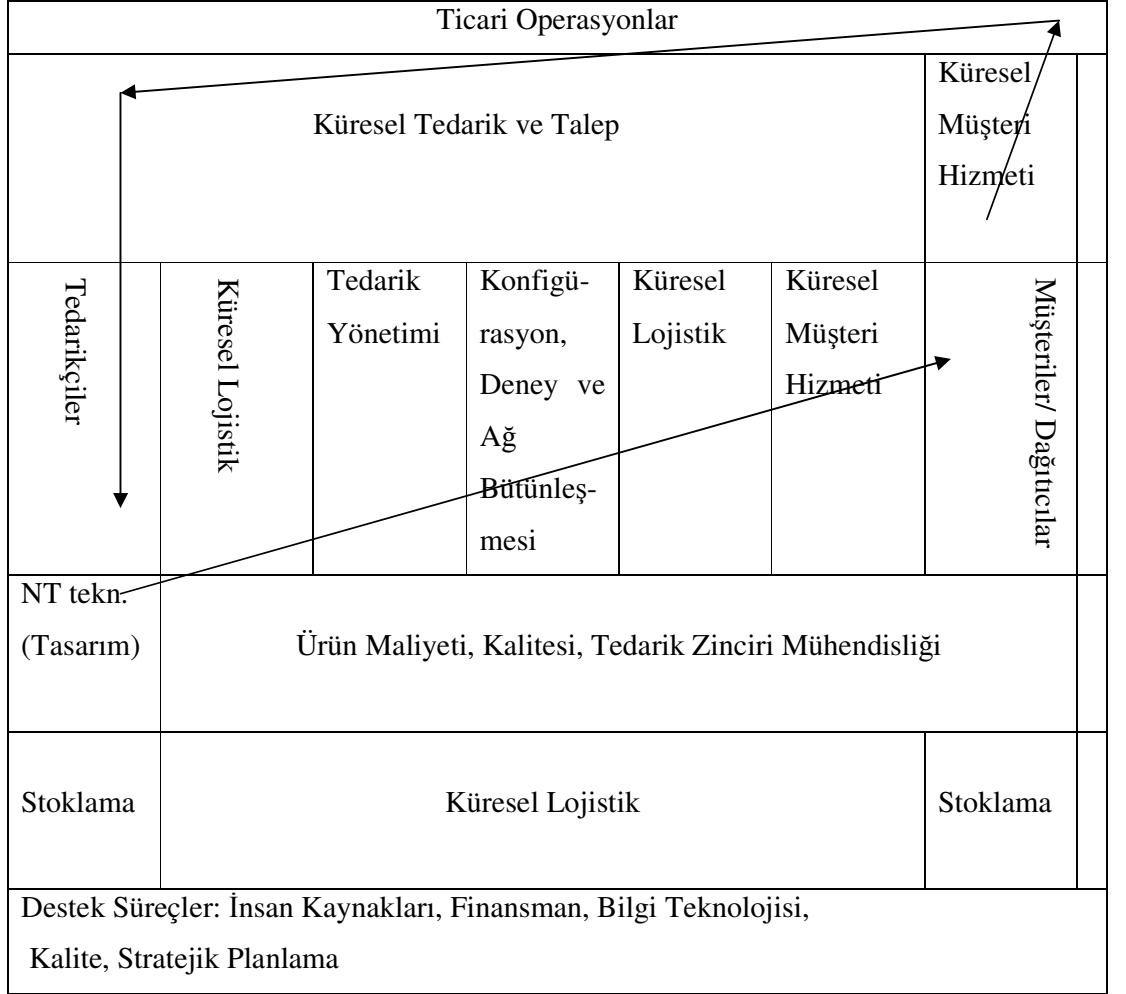 Ticari Operasyonlar
Küresel Tedarik ve Talep
Küresel
Müşteri
Hizmeti
Tedarikçiler
Küresel Lojistik
Tedarik
Yönetimi
Konfigü-
rasyon,
Deney ve
Ağ
Bütünleş-
mesi
Küresel
Lojistik
Küresel
Müşteri
Hizmeti
Müşteriler/ Dağıtıcılar
NT tekn.
(Tasarım)
Ürün Maliyeti, Kalitesi, Tedarik Zinciri Mühendisliği
Stoklama
Küresel Lojistik
Stoklama
Destek Süreçler: İnsan Kaynakları, Finansman, Bilgi Teknolojisi,
Kalite, Stratejik Planlama